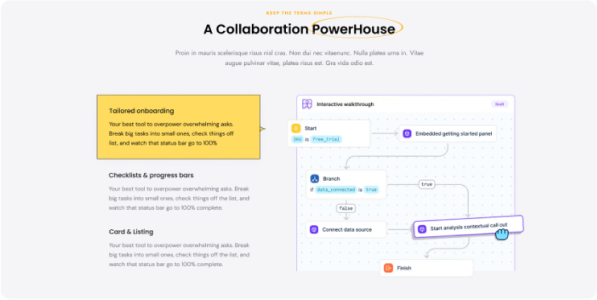 KEEP THE TERMS SIMPLE
A Collaboration PowerHouse
Proin in mauris scelerisque risus nisl cras. Non dui nec vitaenunc. Nulla platea urna in. Vitae
augue pulvinar vitae, platea risus est. Gra vida odio est.
Tailored onboarding
Your best tool to overpower overwhelming asks.
Break big tasks into small ones, check things off
list, and watch that status bar go to 100%
Checklists & progress bars
Your best tool to overpower overwhelming asks. Break
big tasks into small ones, check things off the list, and
watch that status bar go to 100% complete.
Card & Listing
Your best tool to overpower overwhelming asks. Break
big tasks into small ones, check things off the list, and
watch that status bar go to 100% complete.
Interactive walkthrough
Start
is free_trial
Embedded getting started panel
Branch
if data_connected is true
true
false
Connect data source
Start analysis contextual call out
Finish